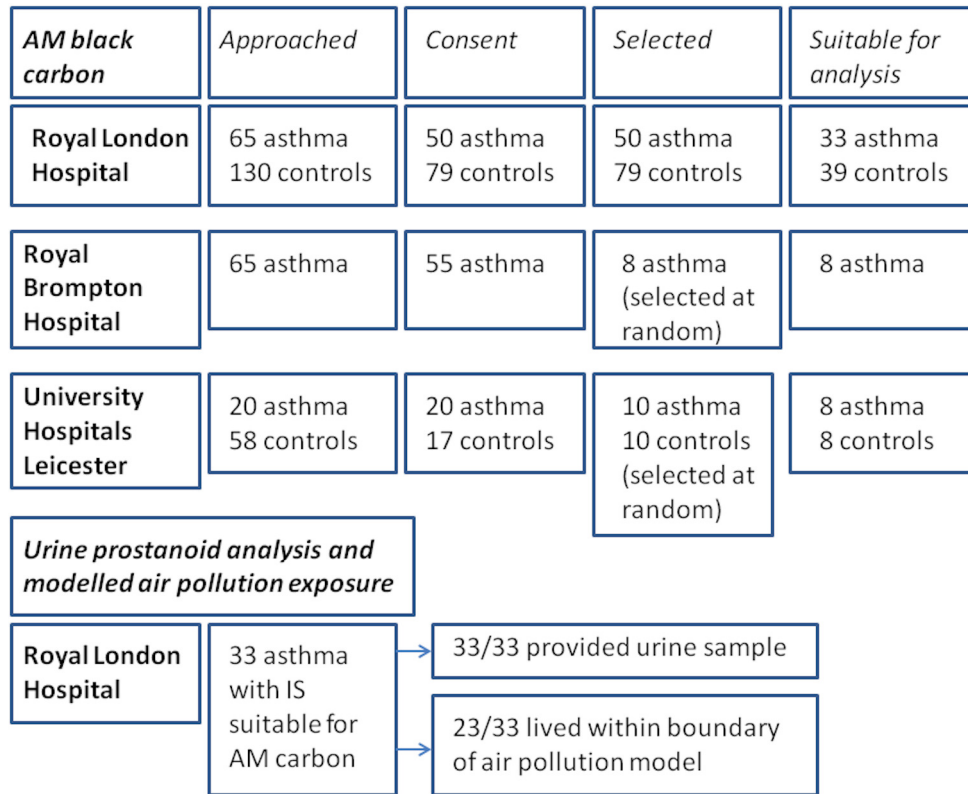 AM black
carbon
Approached
Consent
Selected
Suitable for
analysis
Royal London
Hospital
65 asthma
130 controls
50 asthma
79 controls
50 asthma
79 controls
33 asthma
39 controls
Royal
Brompton
Hospital
65 asthma
55 asthma
8 asthma
(selected at
random)
8 asthma
University
Hospitals
Leicester
20 asthma
58 controls
20 asthma
17 controls
10 asthma
10 controls
(selected at
random)
8 asthma
8 controls
Urine prostanoid analysis and
modelled air pollution exposure
Royal London
Hospital
33 asthma
with IS
suitable for
AM carbon
33/33 provided urine sample
23/33 lived within boundary
of air pollution model